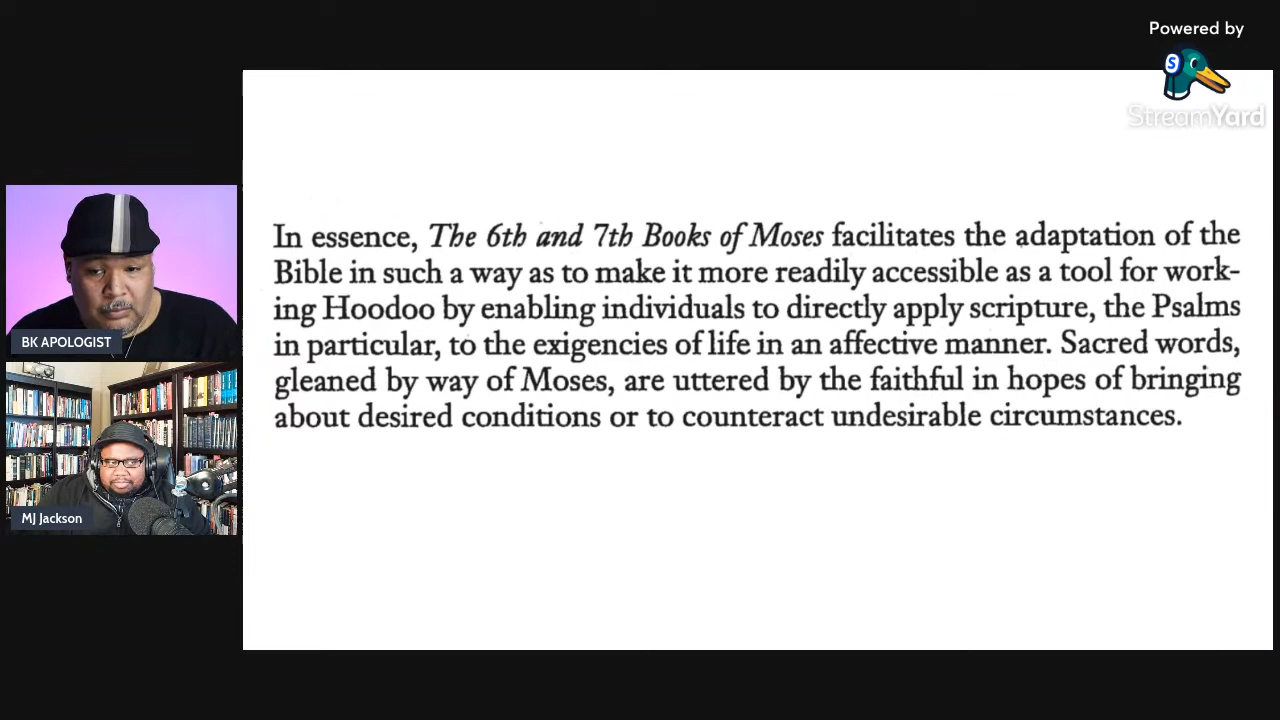 Powered by
S
StreamYard
In essence, The 6th and 7th Books of Moses facilitates the adaptation of the
Bible in such a way as to make it more readily accessible as a tool for work-
ing Hoodoo by enabling individuals to directly apply scripture, the Psalms
in particular, to the exigencies of life in an affective manner. Sacred words,
gleaned by way of Moses, are uttered by the faithful in hopes of bringing
about desired conditions or to counteract undesirable circumstances.
BK APOLOGIST
MJ Jackson